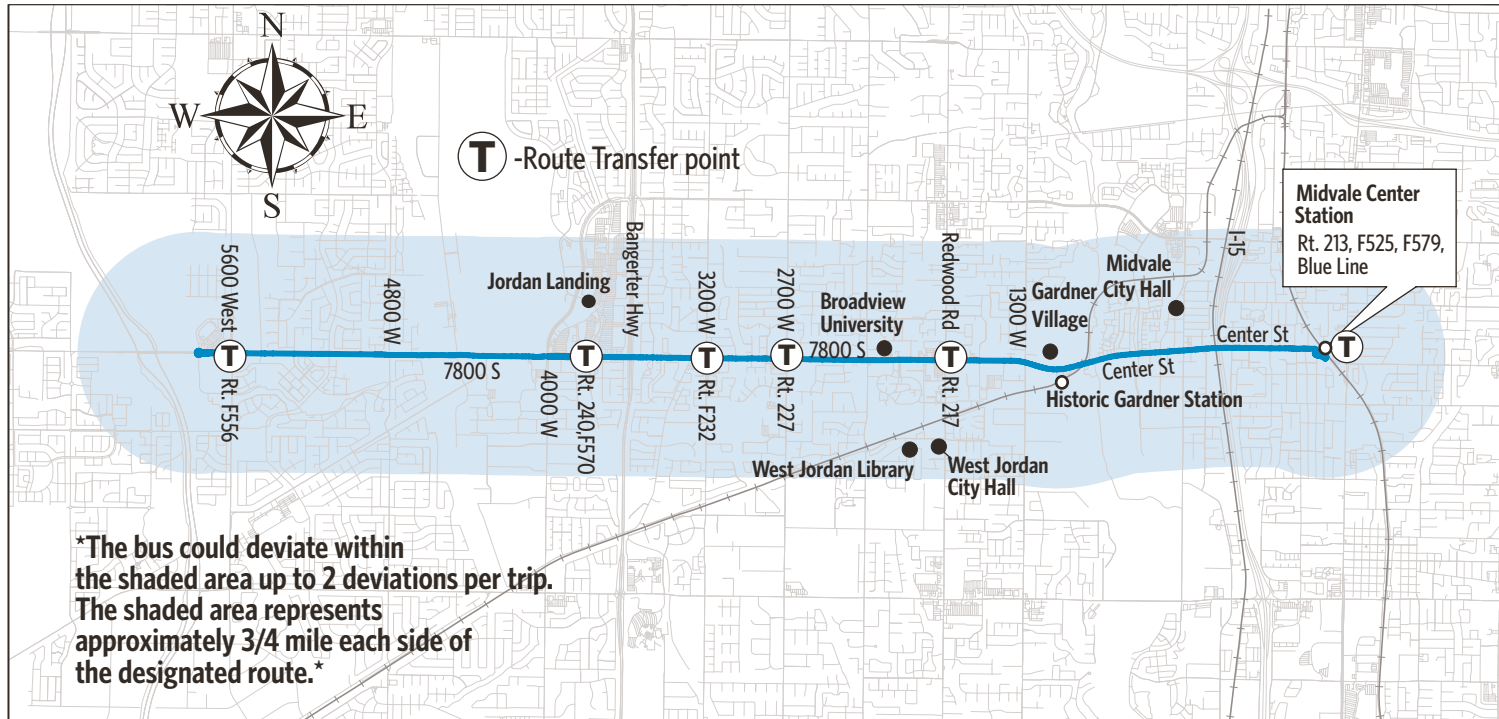 N
W
E
S
T
-Route Transfer point
Midvale Center
Station
Rt. 213, F525, F579,
Blue Line
5600 West
4800 W
Jordan Landing
Bangerter Hwy
3200 W
2700 W
Broadview
University
Redwood Rd
1300 W
Gardner
Village
Midvale
City Hall
I-15
T
T
T
T
T
T
7800 S
7800 S
Center St
Center St
Rt. F556
4000 W
Rt. 240,F570
Rt. F232
Rt. 227
Rt. 217
Historic Gardner Station
West Jordan Library
West Jordan
City Hall
*The bus could deviate within
the shaded area up to 2 deviations per trip.
The shaded area represents
approximately 3/4 mile each side of
the designated route.*